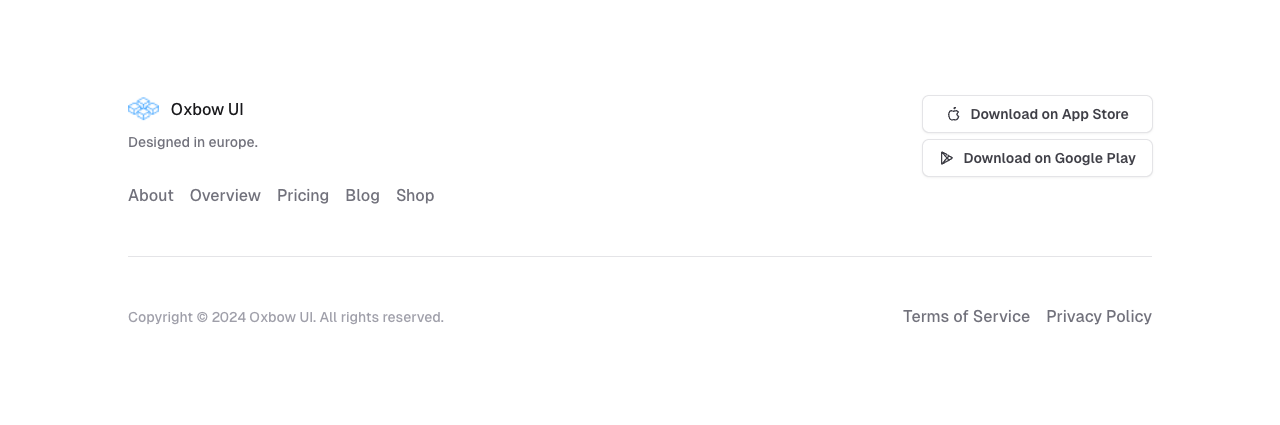 Oxbow UI
Designed in europe.
About Overview Pricing Blog Shop
Download on App Store
Download on Google Play
Copyright © 2024 Oxbow UI. All rights reserved.
Terms of Service Privacy Policy